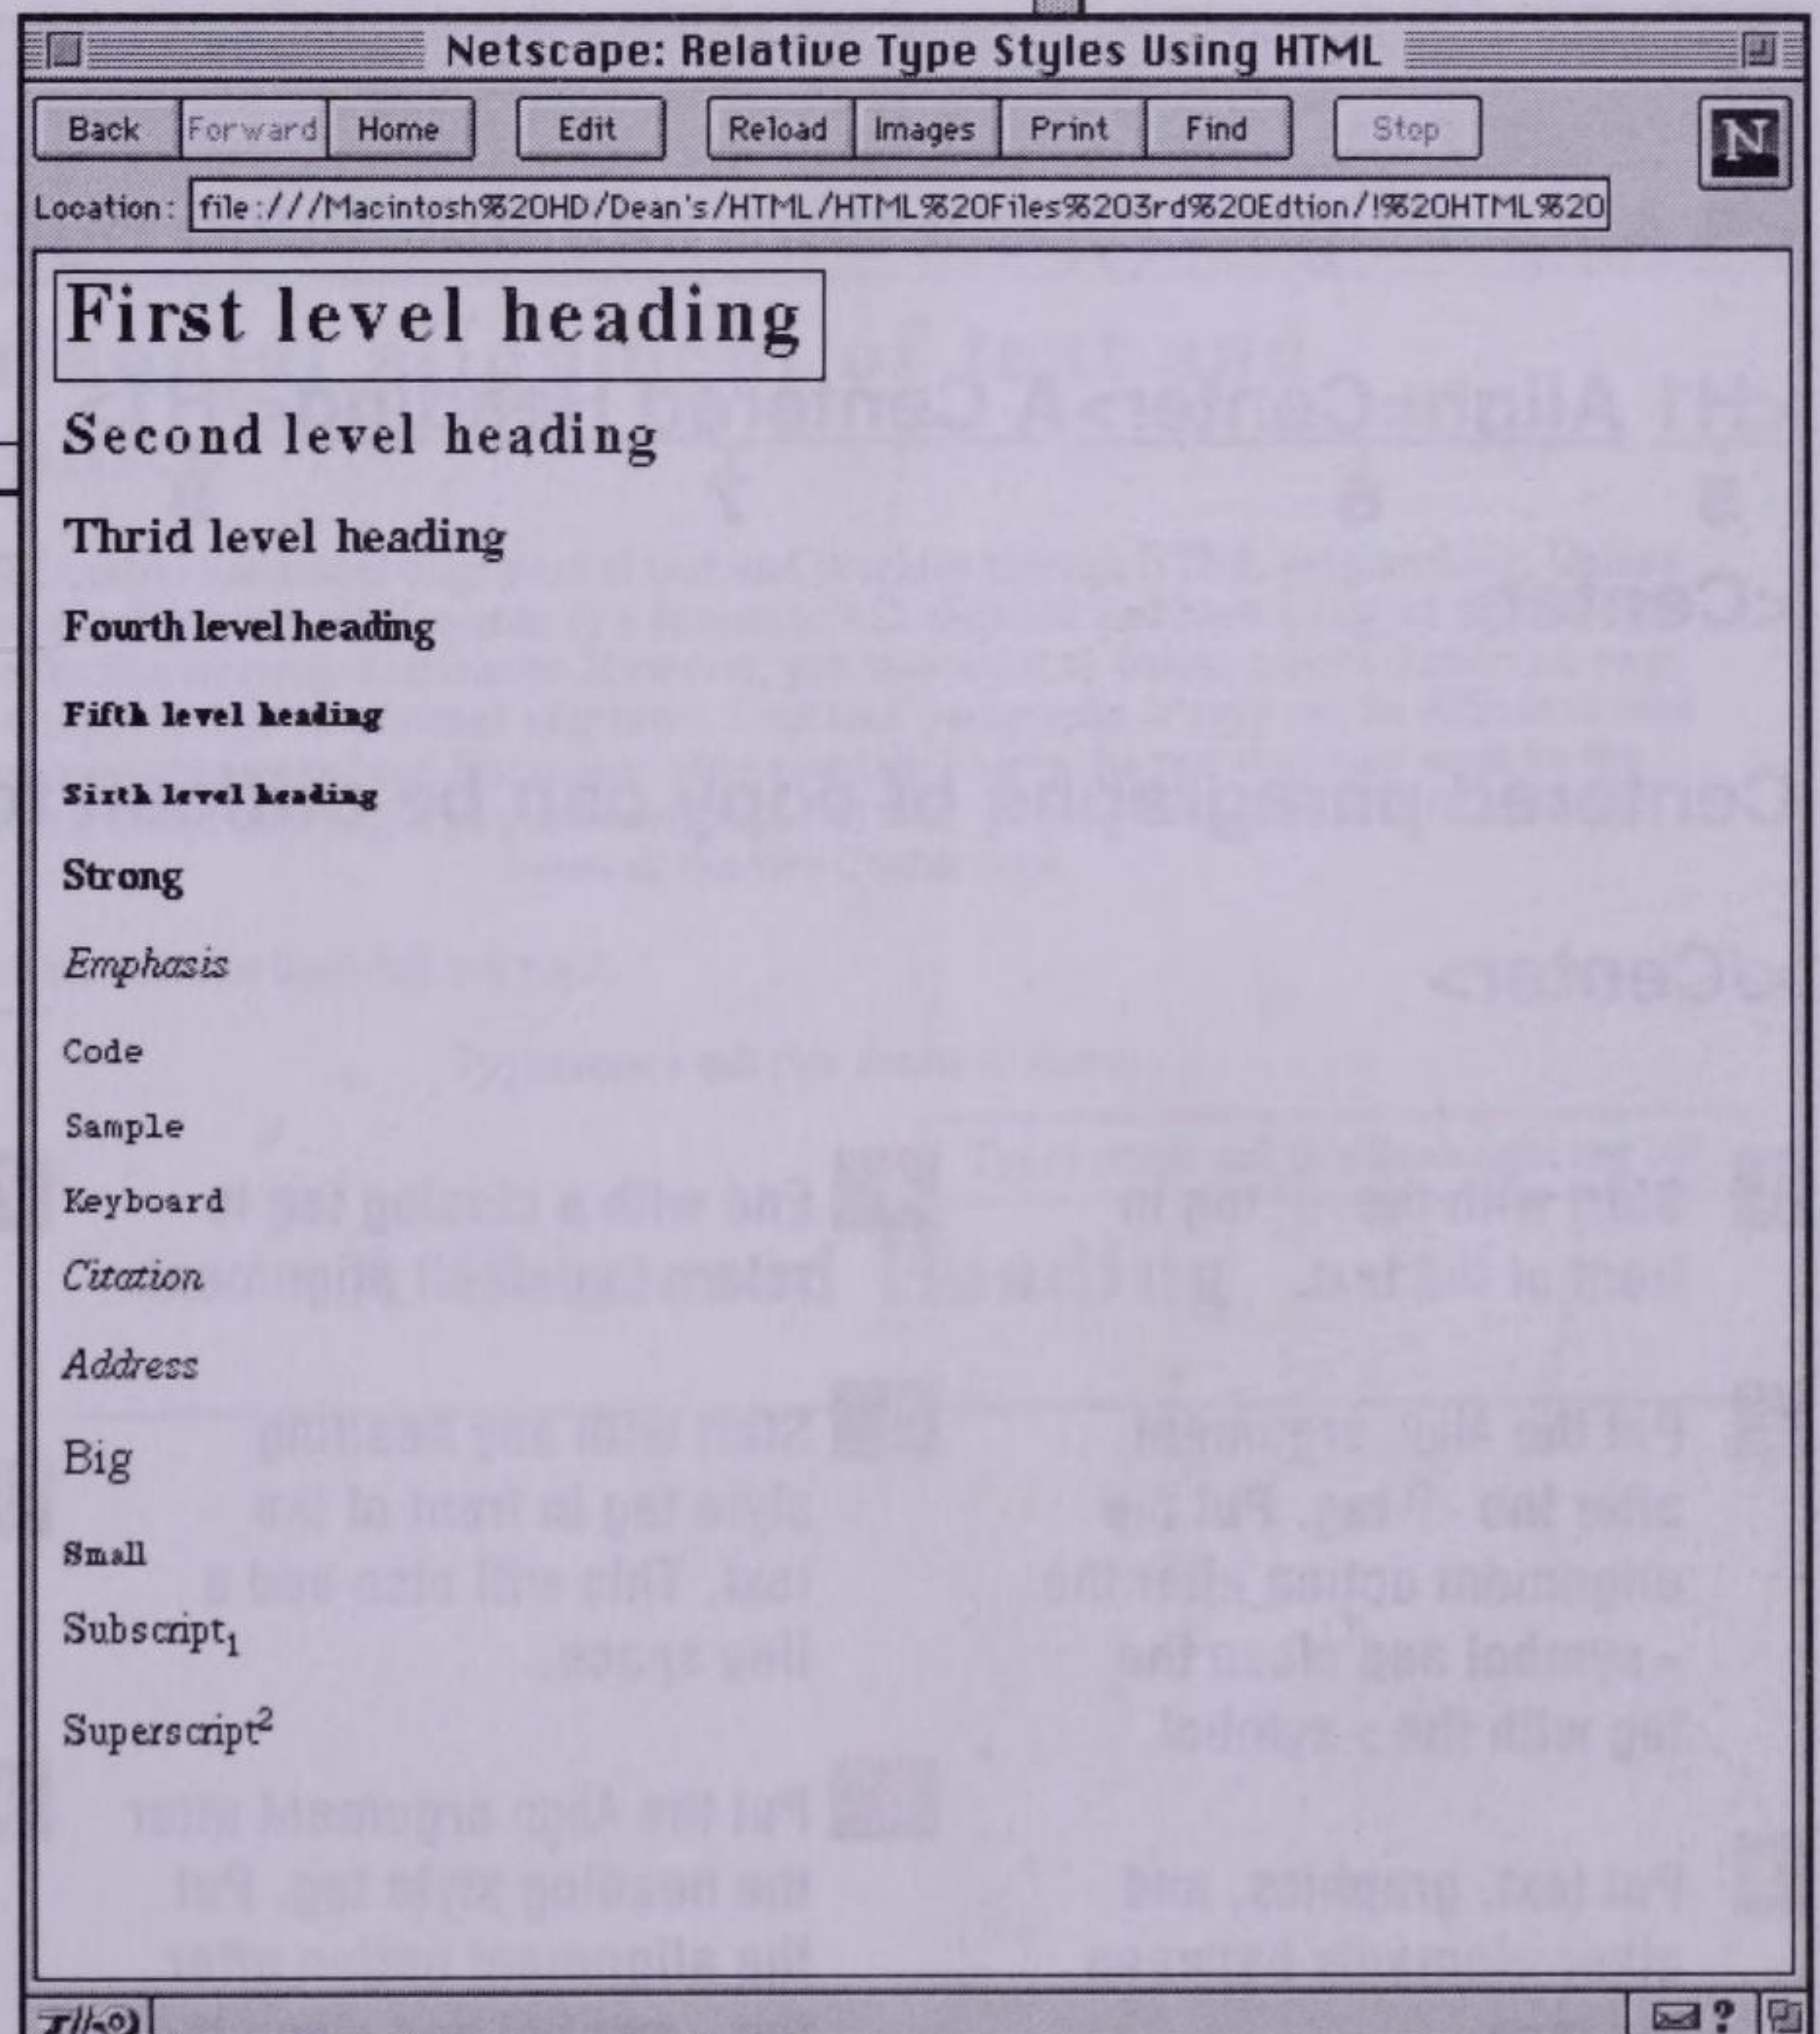 Netscape: Relative Type Styles Using HTML
Back Forward Home Edit Reload Images Print Find Stop
N
Location: file:///Macintosh%20HD/Dean's/HTML/HTML%20Files%203rd%20Edtion/!%20HTML%20
First level heading
Second level heading
Thrid level heading
Fourth level heading
Fifth level heading
Sixth level heading
Strong
Emphasis
Code
Sample
Keyboard
Citation
Address
Big
Small
Subscript1
Superscript2
?